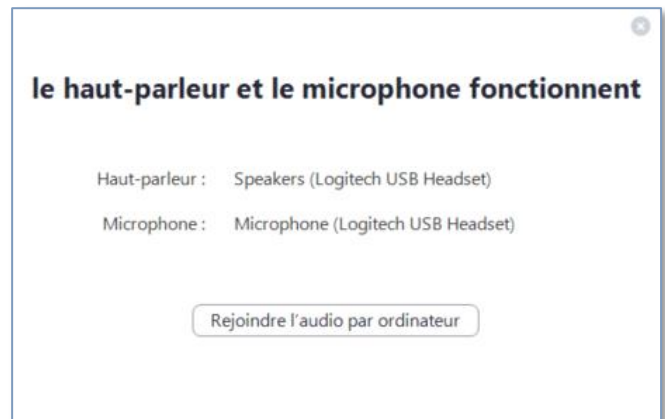 le haut-parleur et le microphone fonctionnent
Haut-parleur : Speakers (Logitech USB Headset)
Microphone : Microphone (Logitech USB Headset)
Rejoindre l'audio par ordinateur